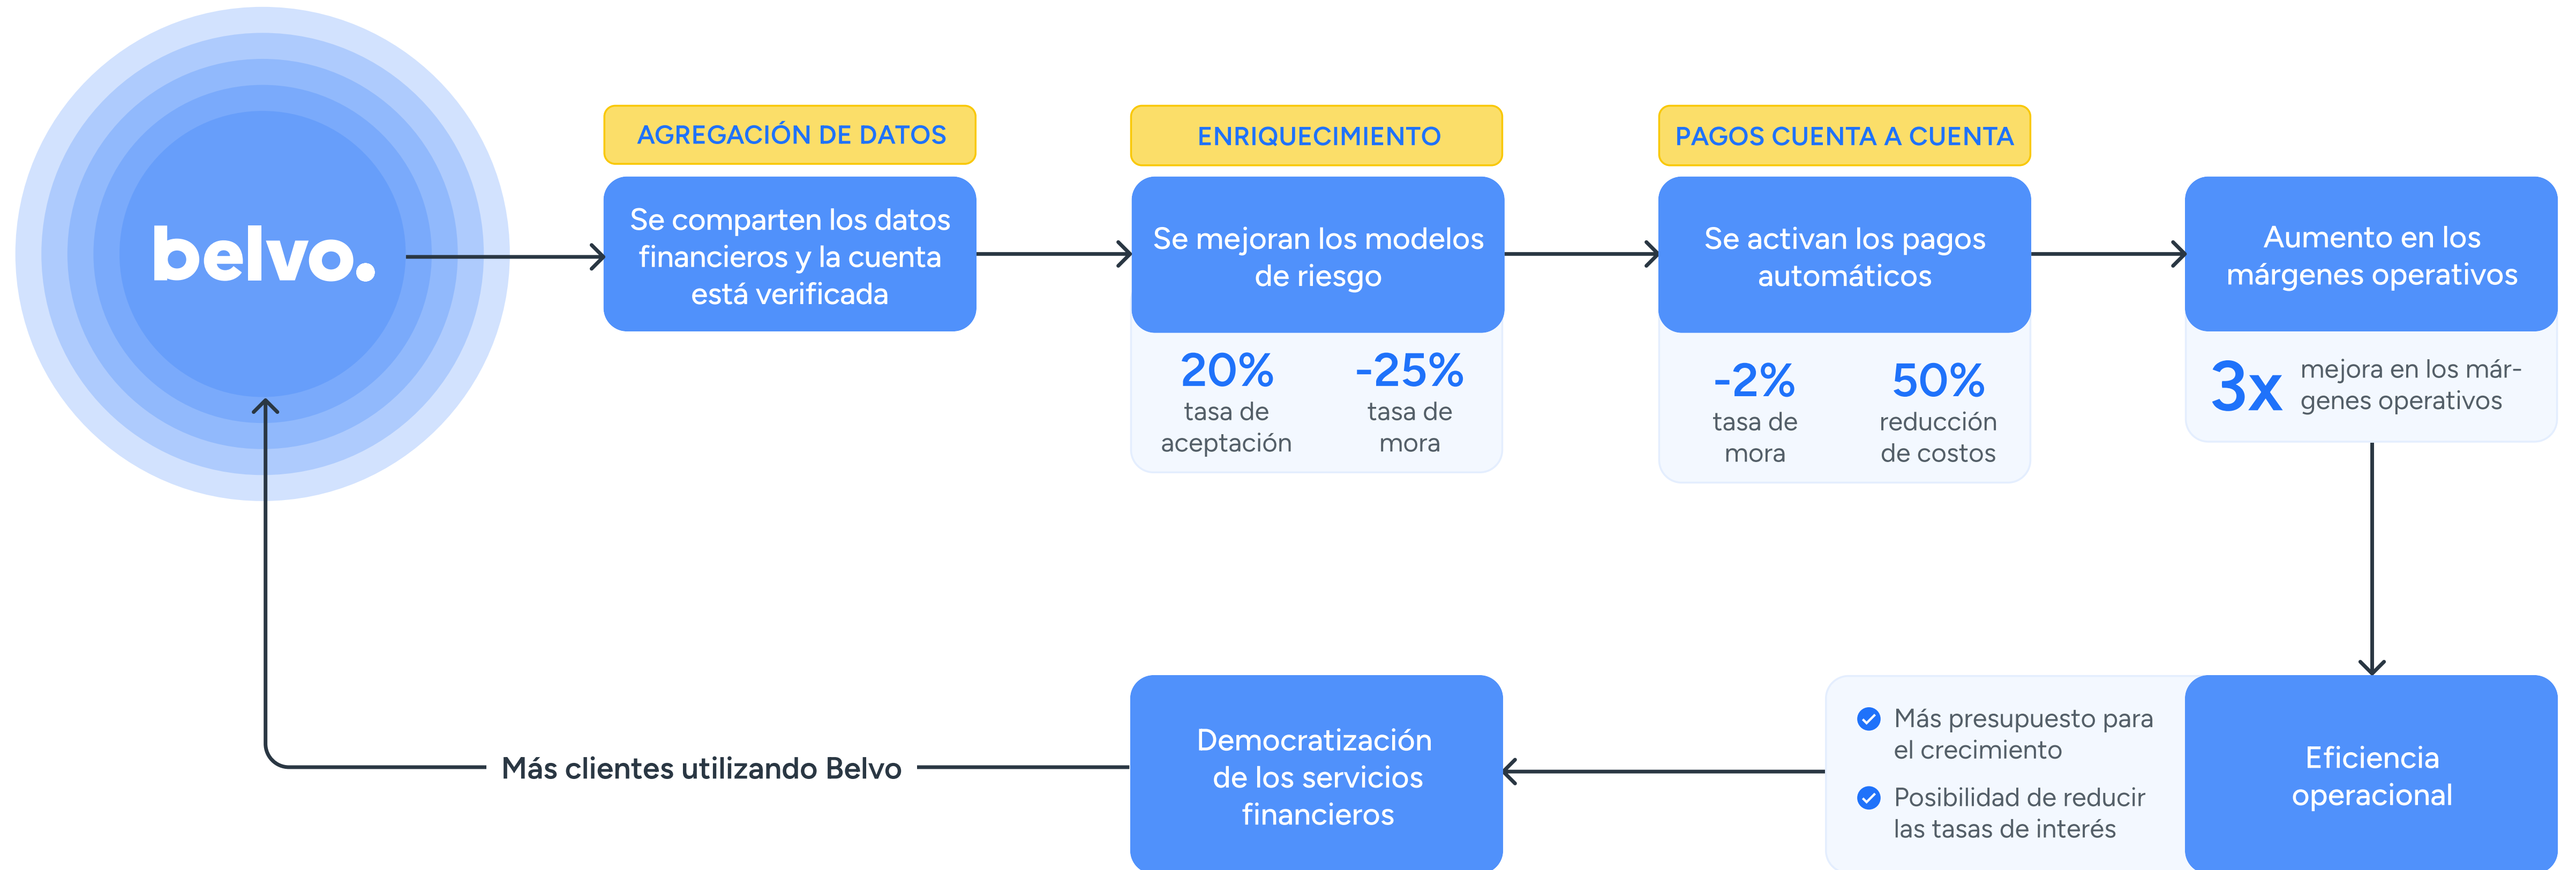 belvo.
AGREGACIÓN DE DATOS
Se comparten los datos
financieros y la cuenta
está verificada
ENRIQUECIMIENTO
Se mejoran los modelos
de riesgo
20%
tasa de
aceptación
-25%
tasa de
mora
PAGOS CUENTA A CUENTA
Se activan los pagos
automáticos
-2%
tasa de
mora
50%
reducción
de costos
Aumento en los
márgenes operativos
3x
mejora en los már-
genes operativos
Eficiencia
operacional
Más presupuesto para
el crecimiento
Posibilidad de reducir
las tasas de interés
Democratización
de los servicios
financieros
Más clientes utilizando Belvo